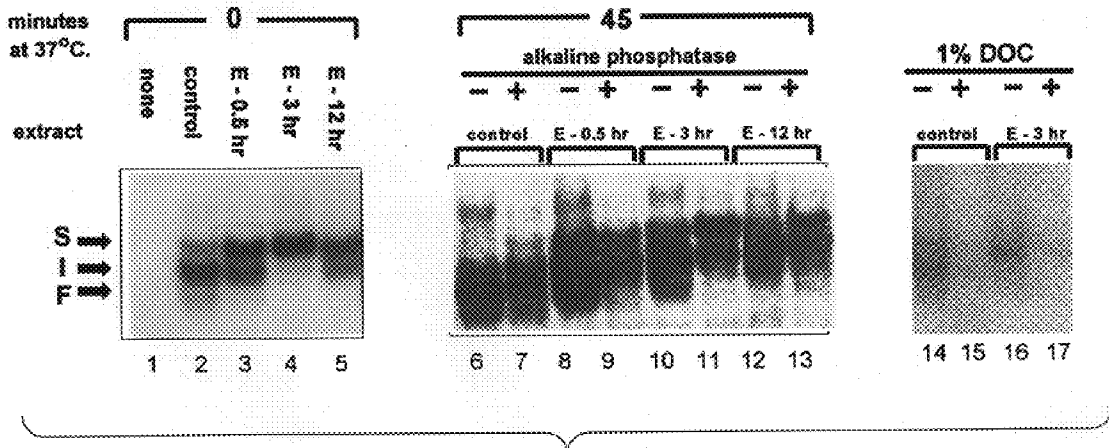 minutes
at 37°C.
0
45
alkaline phosphatase
1% DOC
− + − + − + − +
− + − +
extract
none
control
E - 0.5 hr
E - 3 hr
E - 12 hr
control E - 0.5 hr E - 3 hr E - 12 hr
control E - 3 hr
S
I
F
1 2 3 4 5
6 7 8 9 10 11 12 13
14 15 16 17